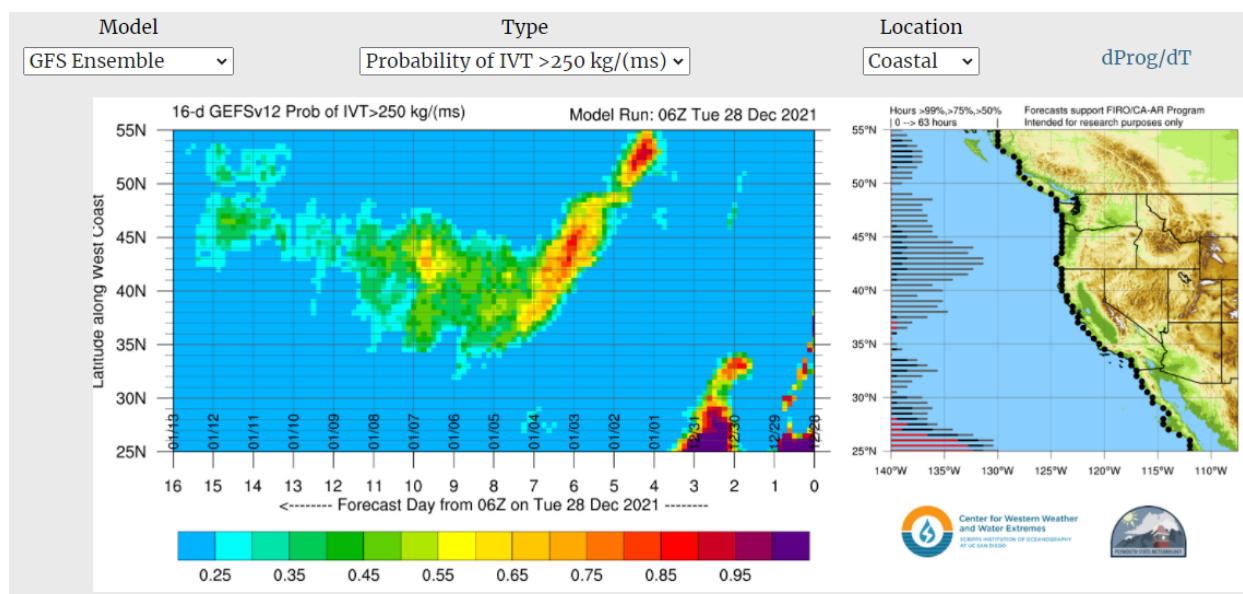 Model Type Location
GFS Ensemble Probability of IVT >250 kg/(ms) Coastal dProg/dT
16-d GEFSv12 Prob of IVT>250 kg/(ms) Model Run: 06Z Tue 28 Dec 2021
Latitude along West Coast
55N
50N
45N
40N
35N
30N
25N
01/13 01/12 01/11 01/10 01/09 01/08 01/07 01/06 01/05 01/04 01/03 01/02 01/01 12/31 12/30 12/29 12/28
16 15 14 13 12 11 10 9 8 7 6 5 4 3 2 1 0
<-------- Forecast Day from 06Z on Tue 28 Dec 2021 --------
0.25 0.35 0.45 0.55 0.65 0.75 0.85 0.95
Hours >99%,>75%,>50%
0 --> 63 hours
Forecasts support FIRO/CA-AR Program
Intended for research purposes only
55°N
50°N
45°N
40°N
35°N
30°N
25°N
140°W 135°W 130°W 125°W 120°W 115°W 110°W
Center for Western Weather
and Water Extremes
SCRIPPS INSTITUTION OF OCEANOGRAPHY
AT UC SAN DIEGO
PLYMOUTH STATE METEOROLOGY